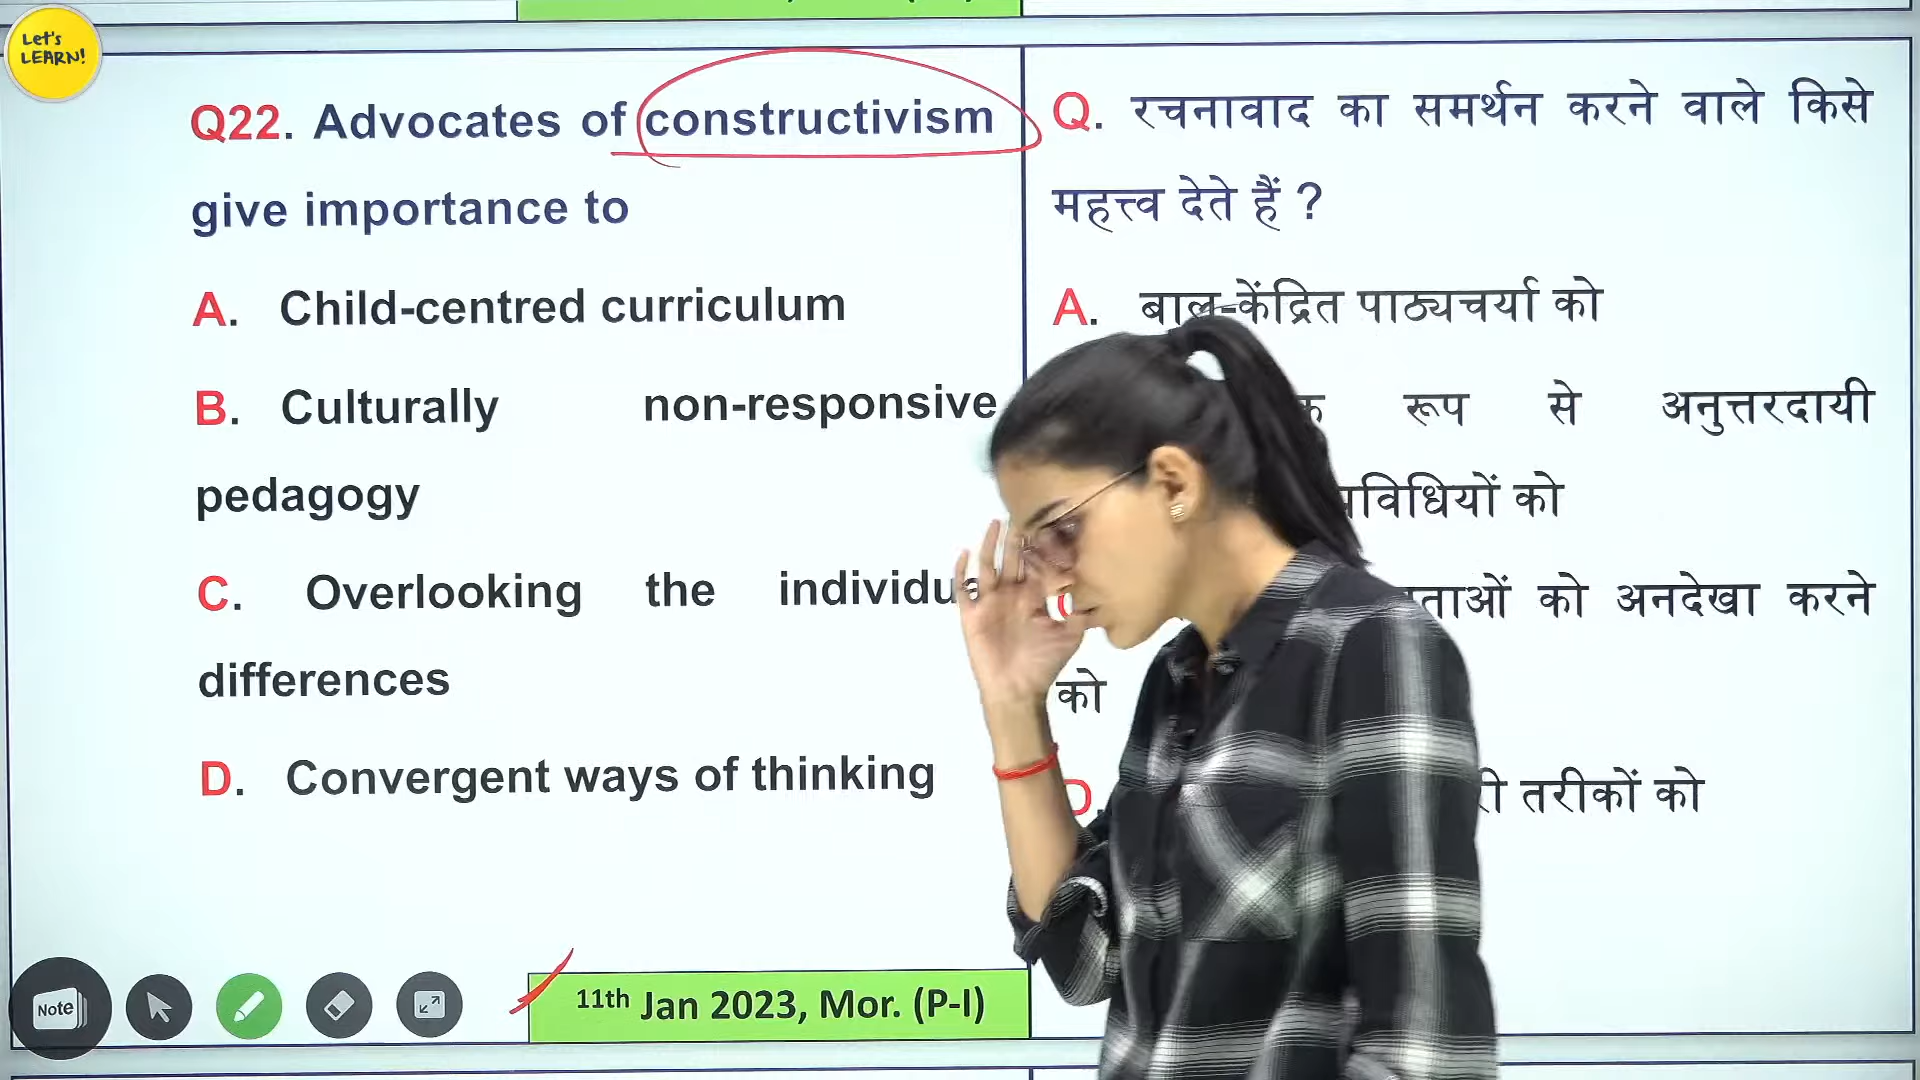 Let's
LEARN!
Q22. Advocates of constructivism
give importance to
A. Child-centred curriculum
B. Culturally non-responsive
pedagogy
C. Overlooking the
differences
D. Convergent ways of thinking
Q. रचनावाद का समर्थन करने वाले किसे
महत्त्व देते हैं ?
A. बाल-केंद्रित पाठ्यचर्या को
रूप से अनुत्तरदायी
को
को अनदेखा करने
को
D. तरीकों को
Note
11th Jan 2023, Mor. (P-I)